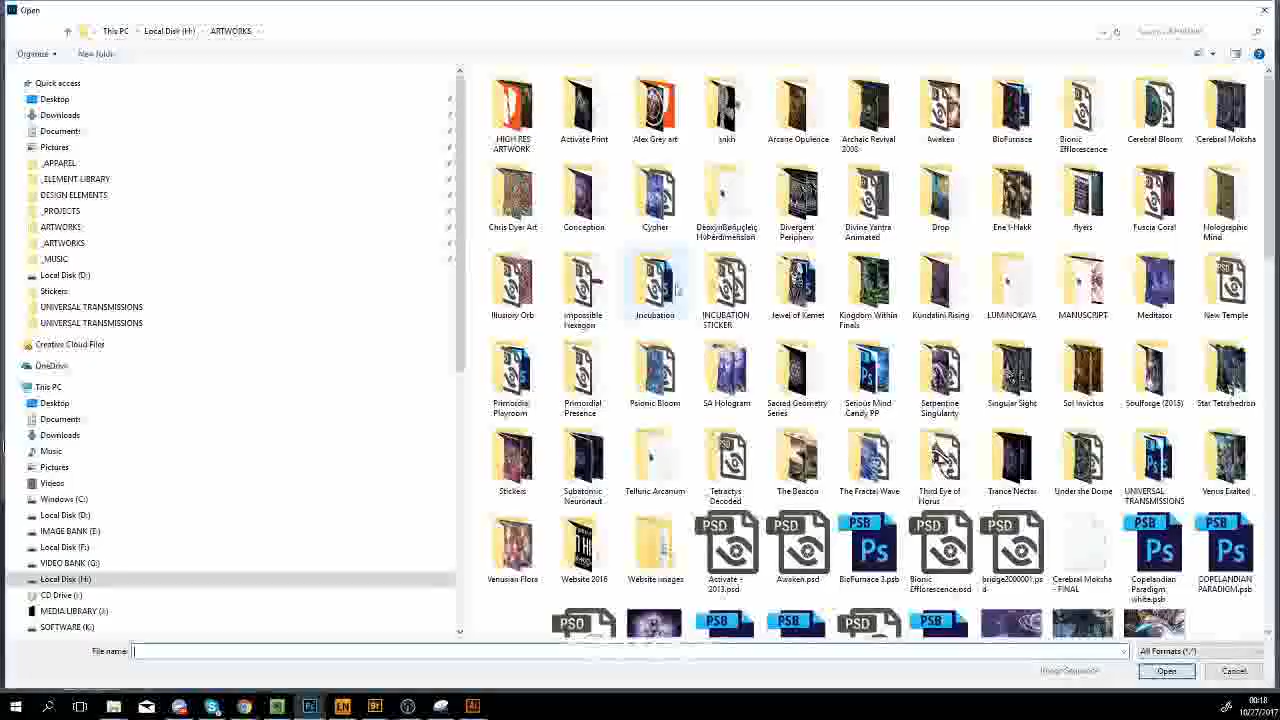 Open
This PC
Local Disk (H:)
ARTWORKS
Organize
New folder
Quick access
Desktop
Downloads
Documents
Pictures
_APPAREL
_ELEMENT LIBRARY
DESIGN ELEMENTS
_PROJECTS
ARTWORKS
_ARTWORKS
_MUSIC
Local Disk (D:)
Stickers
UNIVERSAL TRANSMISSIONS
UNIVERSAL TRANSMISSIONS
Creative Cloud Files
OneDrive
This PC
Desktop
Documents
Downloads
Music
Pictures
Videos
Windows (C:)
Local Disk (D:)
IMAGE BANK (E:)
Local Disk (F:)
VIDEO BANK (G:)
Local Disk (H:)
CD Drive (I:)
MEDIA LIBRARY (J:)
SOFTWARE (K:)
HIGH RES ARTWORK
Activate Print
Alex Grey art
ankh
Arcane Opulence
Archaic Revival 2008
Awaken
BioFurnace
Bionic Efflorescence
Cerebral Bloom
Cerebral Moksha
Chris Dyer Art
Conception
Cypher
Divergent Periphery
Divine Yantra Animated
Drop
flyers
Fuscia Coral
Holographic Mind
Illusory Orb
Impossible Hexagon
Incubation
INCUBATION STICKER
Jewel of Kemet
Kingdom Within Finals
Kundalini Rising
LUMINOKAYA
MANUSCRIPT
Meditator
New Temple
Primordial Playroom
Primordial Presence
Psionic Bloom
SA Hologram
Sacred Geometry Series
Serious Mind Candy PP
Serpentine Singularity
Singular Sight
Sol Invictus
Soulforge (2015)
Star Tetrahedron
Stickers
Subatomic Neuronaut
Telluric Arcanum
Tetractys Decoded
The Beacon
The Fractal Wave
Third Eye of Horus
Trance Nectar
Under the Dome
UNIVERSAL TRANSMISSIONS
Venus Exalted
Venusian Flora
Website 2016
Website images
Activate - 2013.psd
Awaken.psd
BioFurnace 3.psb
Bionic Efflorescence.psd
bridge2000001.psd
Cerebral Moksha - FINAL
Copelandian Paradigm white.psb
COPELANDIAN PARADIGM.psb
File name:
All Formats (*.*)
Image Sequence
Open
Cancel
00:18
10/27/2017